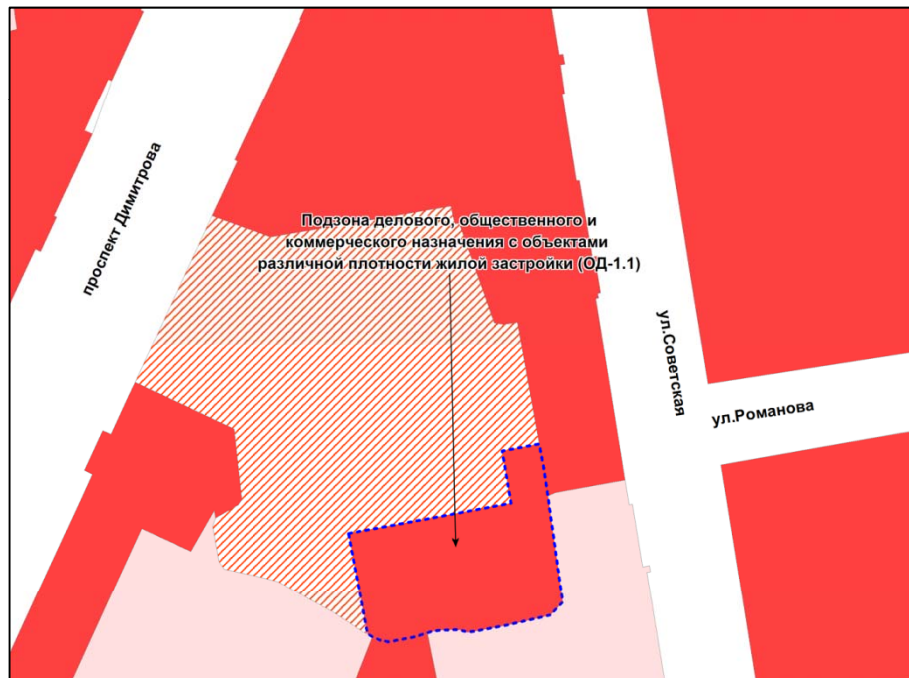 проспект Димитрова
Подзона делового, общественного и
коммерческого назначения с объектами
различной плотности жилой застройки (ОД-1.1)
ул.Советская
ул.Романова